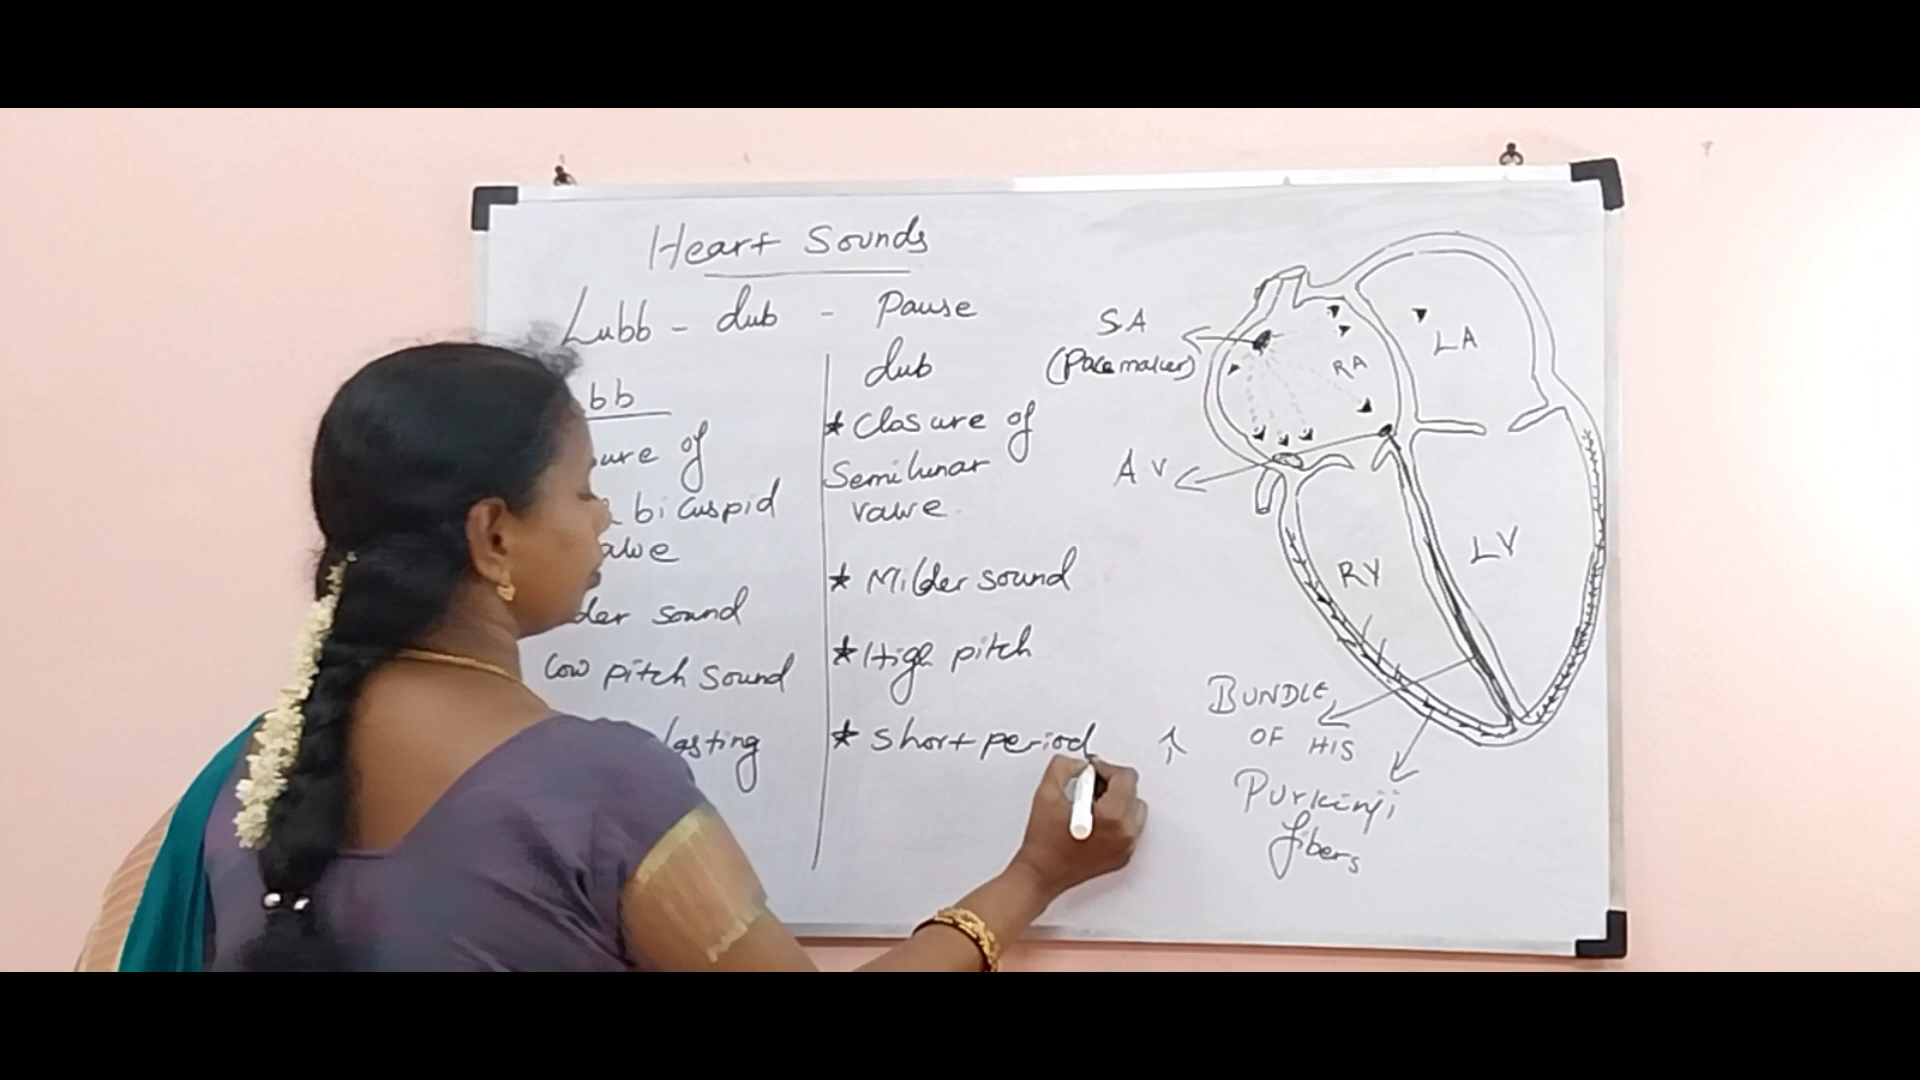 Heart Sounds
Lubb - dub - Pause
bb
ure of
bicuspid
alve
der sound
Low pitch sound
lasting
dub
* Closure of
Semilunar
valve.
* Milder sound
* High pitch
* Short period
SA
(Pacemaker)
AV
RA
LA
RV
LV
BUNDLE
OF HIS
Purkinji
fibers